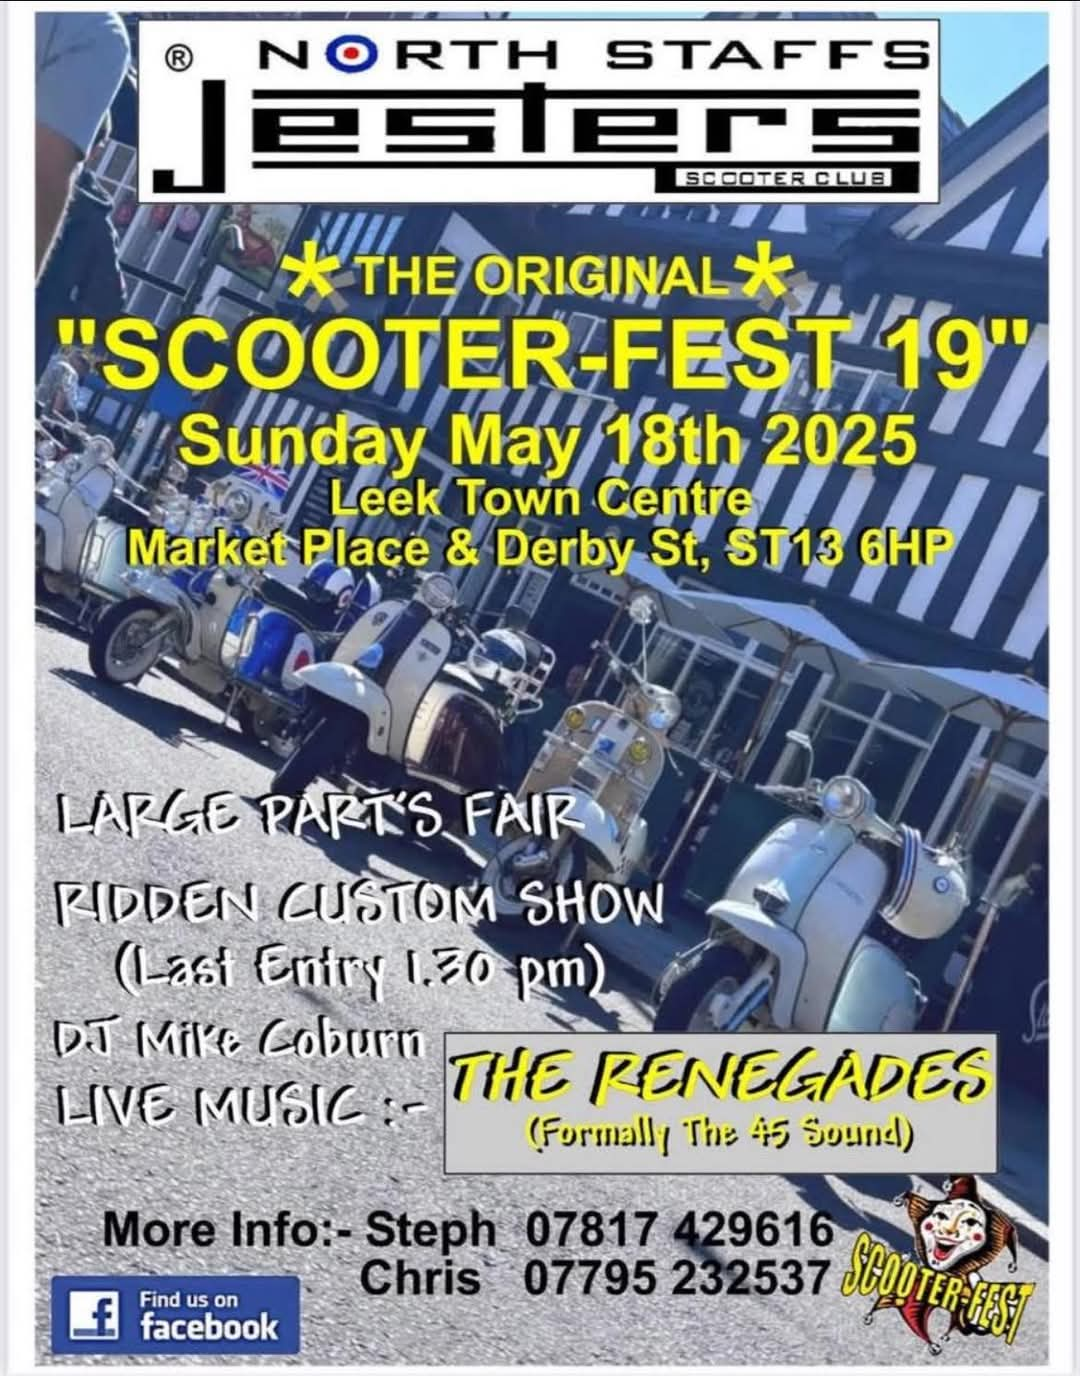 ® NORTH STAFFS
Jesters
SCOOTER CLUB
*THE ORIGINAL*
"SCOOTER-FEST 19"
Sunday May 18th 2025
Leek Town Centre
Market Place & Derby St, ST13 6HP
LARGE PART'S FAIR
RIDDEN CUSTOM SHOW
(Last Entry 1.30 pm)
DJ Mike Coburn
LIVE MUSIC :- THE RENEGADES
(Formally The 45 Sound)
More Info:- Steph 07817 429616
Chris 07795 232537
SCOOTER-FEST
f Find us on
facebook